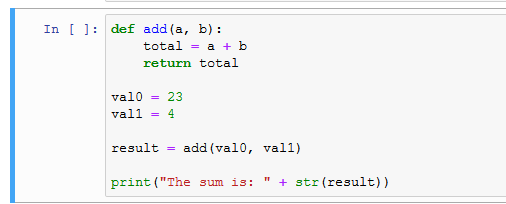 In [ ]: def add(a, b):
    total = a + b
    return total

val0 = 23
val1 = 4

result = add(val0, val1)

print("The sum is: " + str(result))